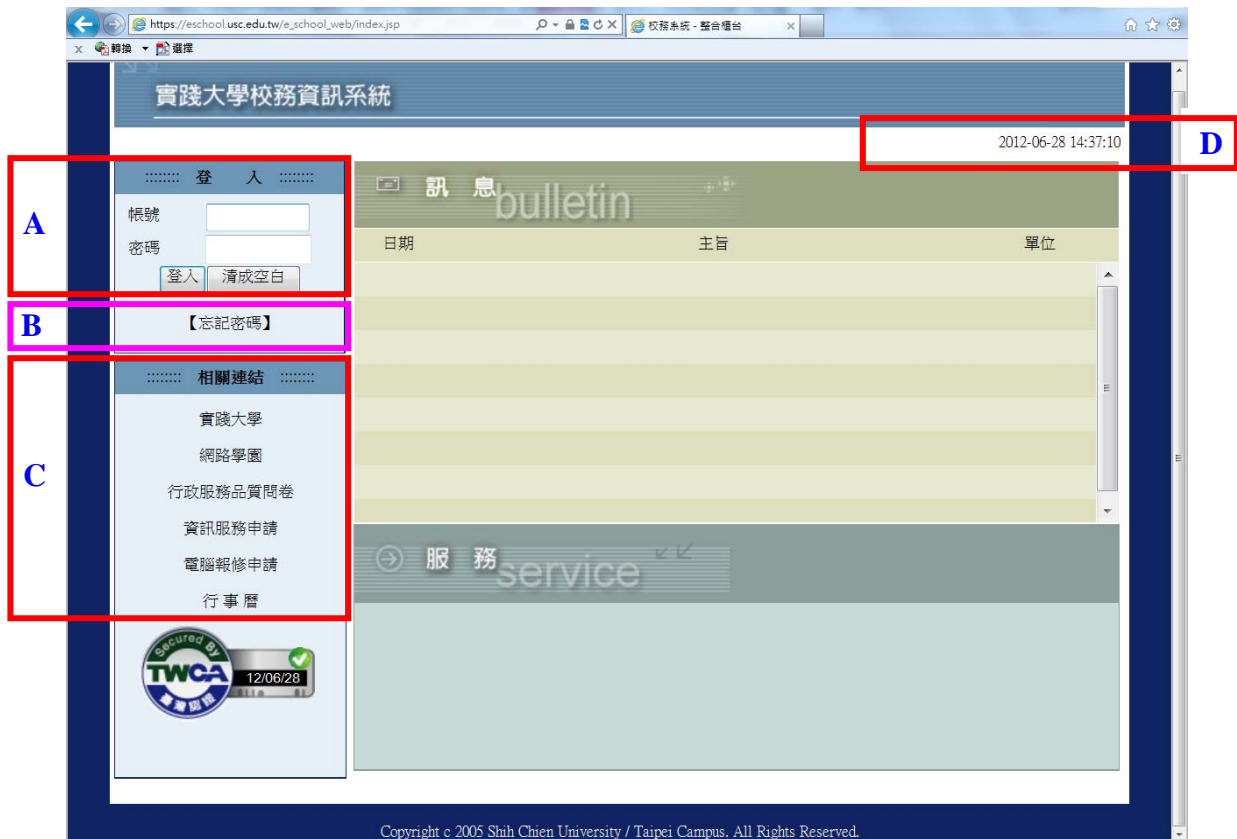 https://eschool.usc.edu.tw/e_school_web/index.jsp
校務系統 - 整合櫃台
x 轉換 選擇
實踐大學校務資訊系統
2012-06-28 14:37:10
D
A
:::::::: 登 入 ::::::::
帳號
密碼
登入 清成空白
B
【忘記密碼】
C
:::::::: 相關連結 ::::::::
實踐大學
網路學園
行政服務品質問卷
資訊服務申請
電腦報修申請
行 事 曆
Secured By
TWCA
12/06/28
台灣網路認證
訊 息 bulletin
日期 主旨 單位
服 務 service
Copyright c 2005 Shih Chien University / Taipei Campus. All Rights Reserved.